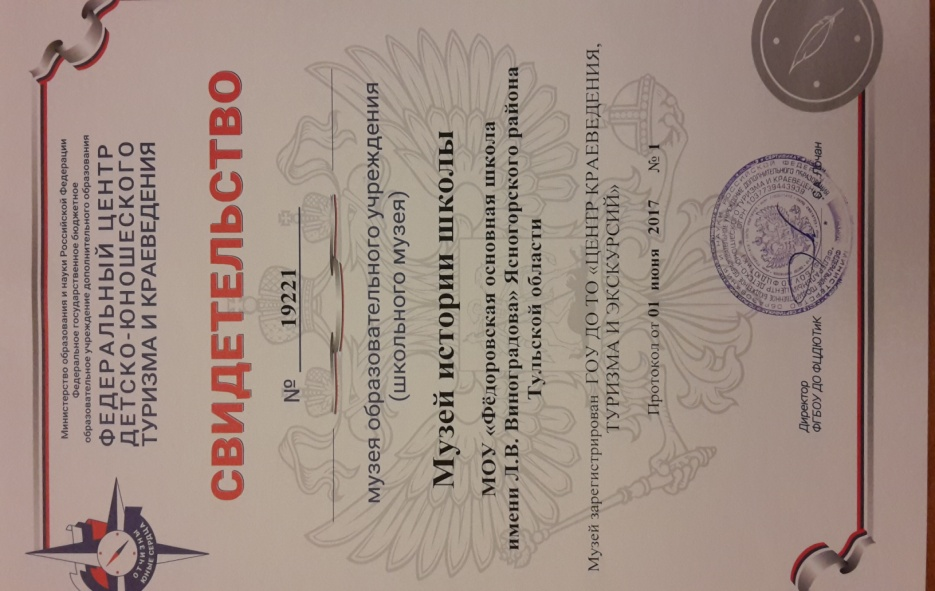 Министерство образования и науки Российской Федерации
Федеральное государственное бюджетное
образовательное учреждение дополнительного образования
ФЕДЕРАЛЬНЫЙ ЦЕНТР
ДЕТСКО-ЮНОШЕСКОГО
ТУРИЗМА И КРАЕВЕДЕНИЯ
ОТЧИЗНЫ
ЮНЫЕ СЕРДЦА
СВИДЕТЕЛЬСТВО
№ 19221
музея образовательного учреждения
(школьного музея)
Музей истории школы
МОУ «Фёдоровская основная школа
имени Л.В. Виноградова» Ясногорского района
Тульской области
Музей зарегистрирован ГОУ ДО ТО «ЦЕНТР КРАЕВЕДЕНИЯ,
ТУРИЗМА И ЭКСКУРСИЙ»
Протокол от 01 июня 2017 № 1
Директор
ФГБОУ ДО ФЦДЮТиК